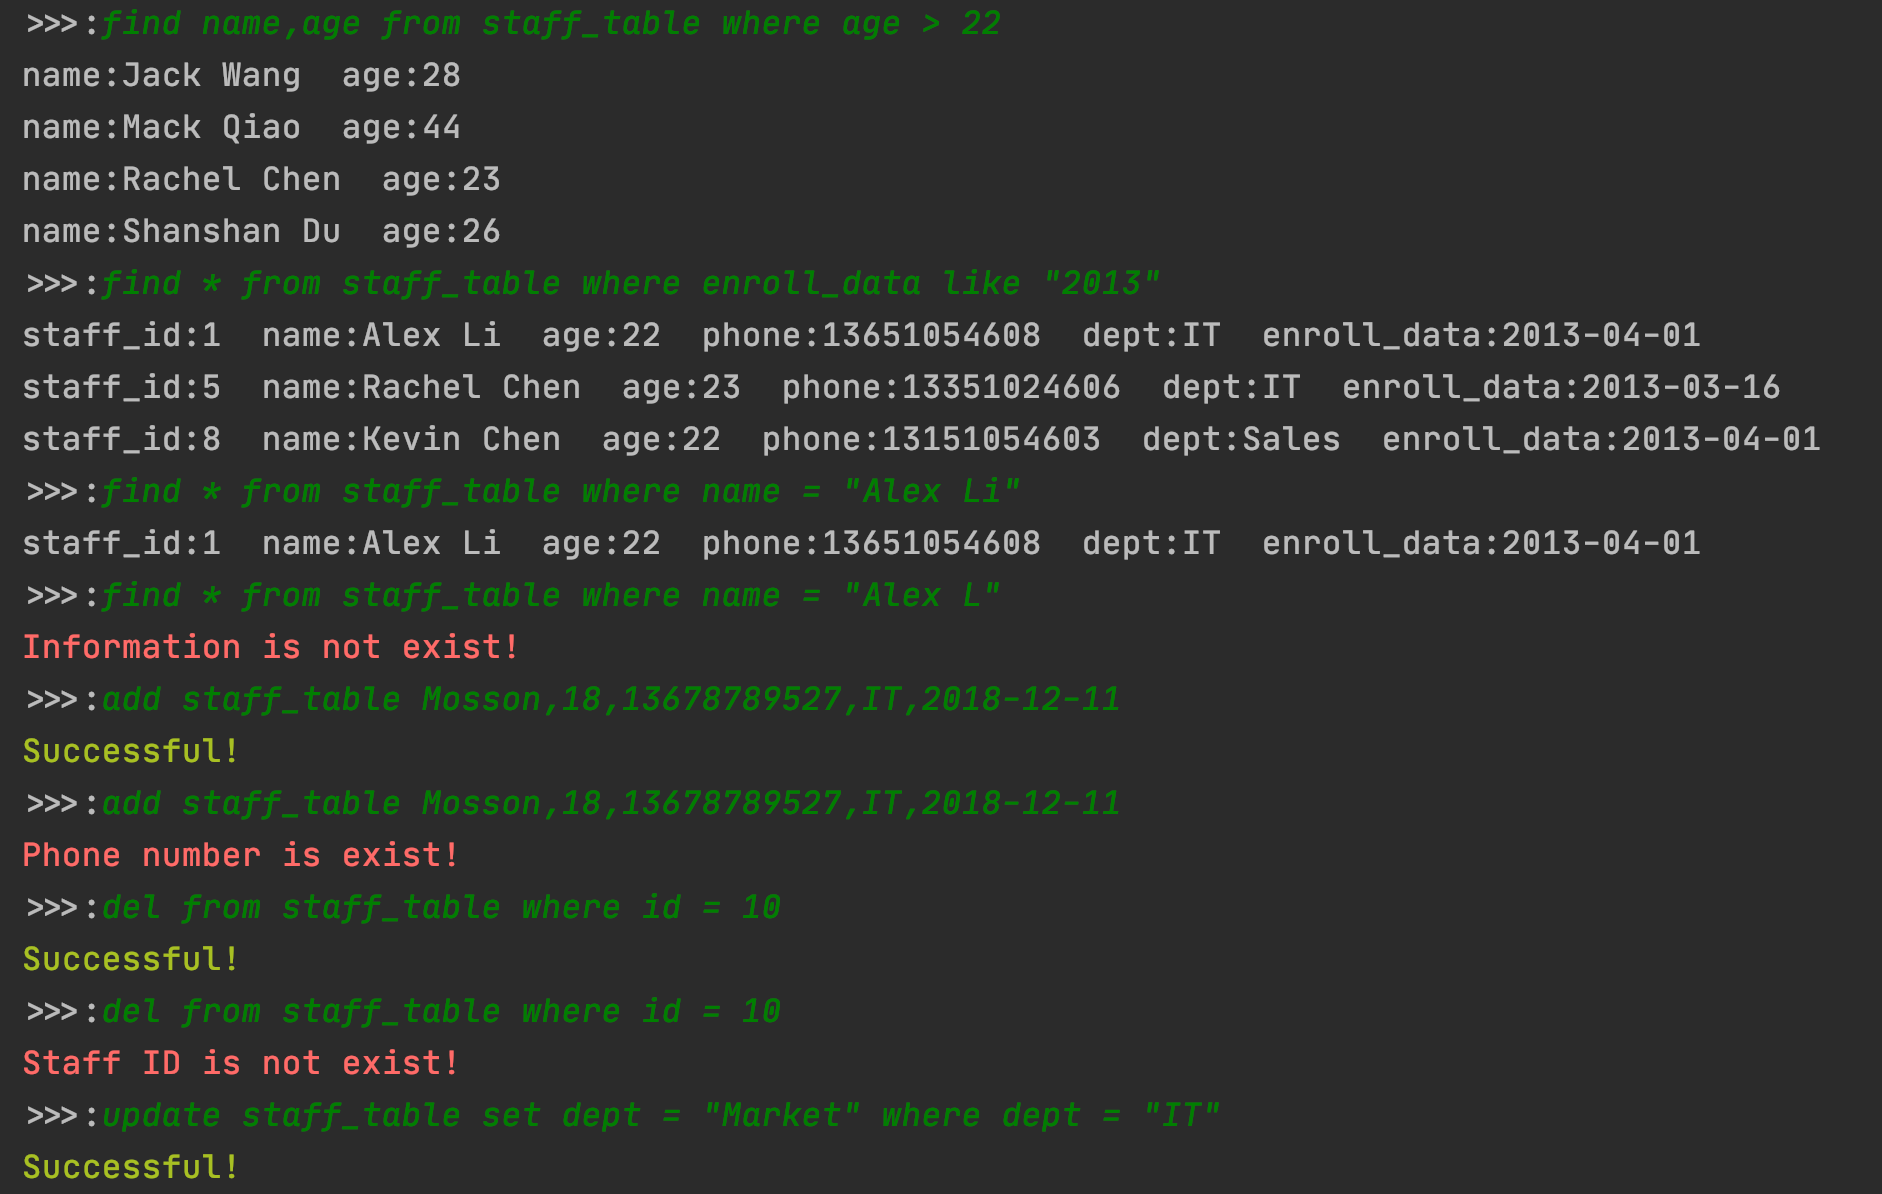 >>>:find name,age from staff_table where age > 22
name:Jack Wang  age:28
name:Mack Qiao  age:44
name:Rachel Chen  age:23
name:Shanshan Du  age:26
>>>:find * from staff_table where enroll_data like "2013"
staff_id:1  name:Alex Li  age:22  phone:13651054608  dept:IT  enroll_data:2013-04-01
staff_id:5  name:Rachel Chen  age:23  phone:13351024606  dept:IT  enroll_data:2013-03-16
staff_id:8  name:Kevin Chen  age:22  phone:13151054603  dept:Sales  enroll_data:2013-04-01
>>>:find * from staff_table where name = "Alex Li"
staff_id:1  name:Alex Li  age:22  phone:13651054608  dept:IT  enroll_data:2013-04-01
>>>:find * from staff_table where name = "Alex L"
Information is not exist!
>>>:add staff_table Mosson,18,13678789527,IT,2018-12-11
Successful!
>>>:add staff_table Mosson,18,13678789527,IT,2018-12-11
Phone number is exist!
>>>:del from staff_table where id = 10
Successful!
>>>:del from staff_table where id = 10
Staff ID is not exist!
>>>:update staff_table set dept = "Market" where dept = "IT"
Successful!